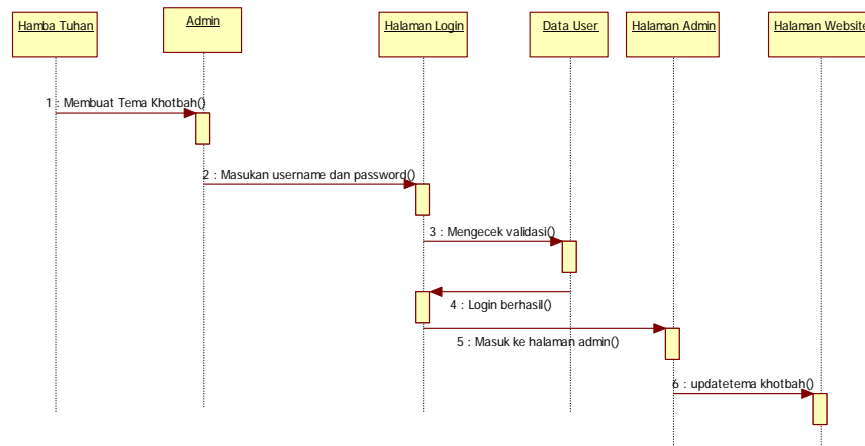 Hamba Tuhan
Admin
Halaman Login
Data User
Halaman Admin
Halaman Website
1 : Membuat Tema Khotbah()
2 : Masukan username dan password()
3 : Mengecek validasi()
4 : Login berhasil()
5 : Masuk ke halaman admin()
6 : updatetema khotbah()